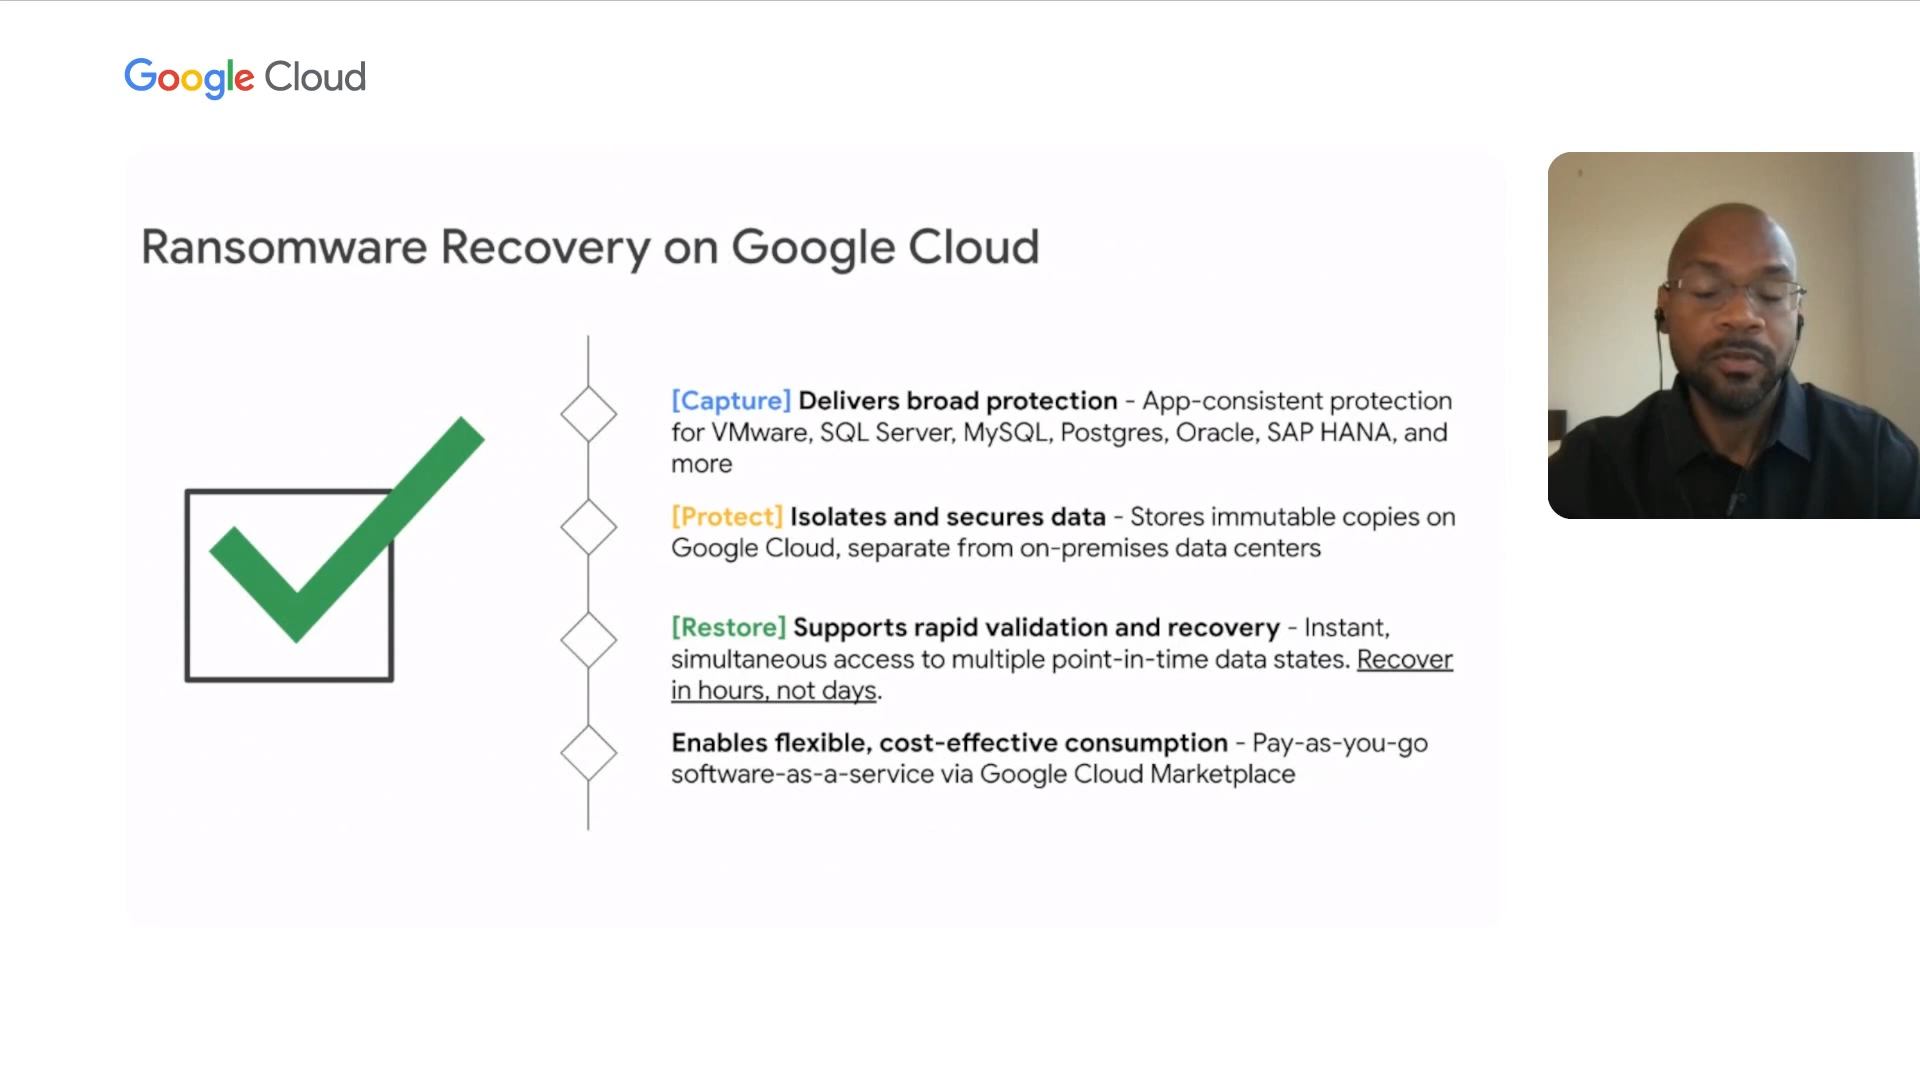 Google Cloud
Ransomware Recovery on Google Cloud
[Capture] Delivers broad protection - App-consistent protection
for VMware, SQL Server, MySQL, Postgres, Oracle, SAP HANA, and
more
[Protect] Isolates and secures data - Stores immutable copies on
Google Cloud, separate from on-premises data centers
[Restore] Supports rapid validation and recovery - Instant,
simultaneous access to multiple point-in-time data states. Recover
in hours, not days.
Enables flexible, cost-effective consumption - Pay-as-you-go
software-as-a-service via Google Cloud Marketplace